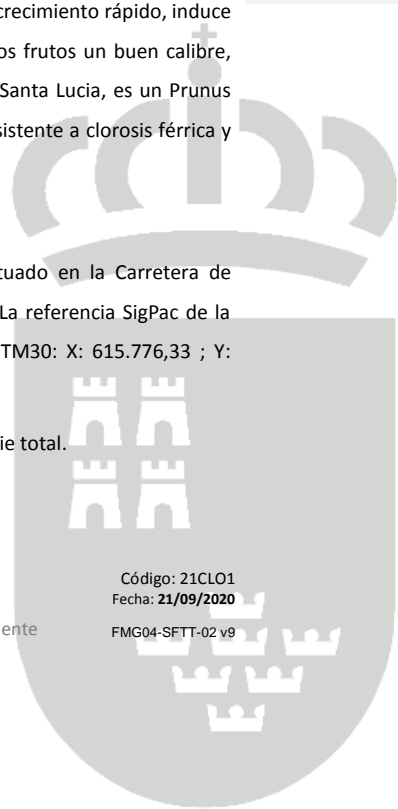 crecimiento rápido, induce
os frutos un buen calibre,
Santa Lucia, es un Prunus
sistente a clorosis férrica y
tuado en la Carretera de
La referencia SigPac de la
TM30: X: 615.776,33 ; Y:
ie total.
Código: 21CLO1
Fecha: 21/09/2020
ente
FMG04-SFTT-02 v9